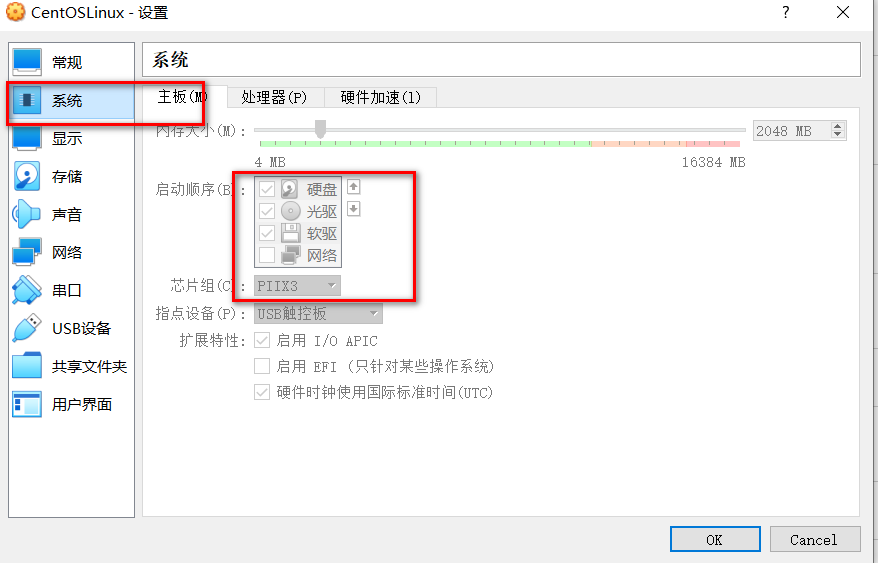 CentOSLinux - 设置
?
常规
系统
显示
存储
声音
网络
串口
USB设备
共享文件夹
用户界面
系统
主板(M
处理器(P)
硬件加速(l)
内存大小(M):
2048 MB
4 MB
16384 MB
启动顺序(B):
硬盘
光驱
软驱
网络
芯片组(C):
PIIX3
指点设备(P):
USB触控板
扩展特性:
启用 I/O APIC
启用 EFI (只针对某些操作系统)
硬件时钟使用国际标准时间(UTC)
OK
Cancel